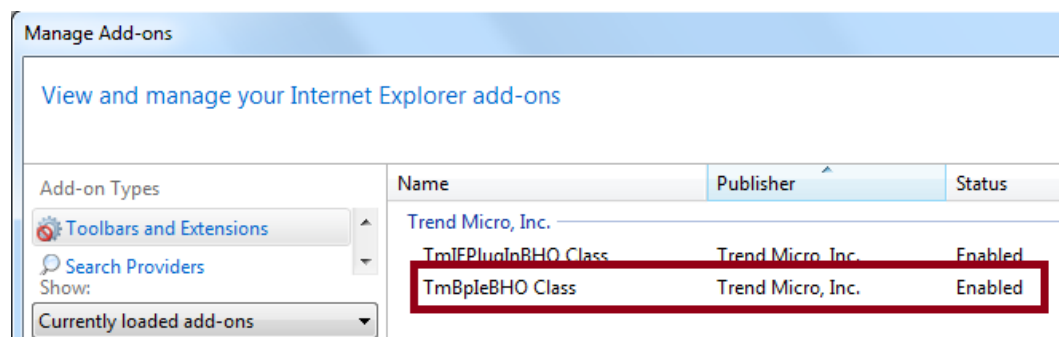 Manage Add-ons
View and manage your Internet Explorer add-ons
Add-on Types
Toolbars and Extensions
Search Providers
Show:
Currently loaded add-ons
Name Publisher Status
Trend Micro, Inc.
TmIEPlugInBHO Class Trend Micro, Inc. Enabled
TmBpIeBHO Class Trend Micro, Inc. Enabled